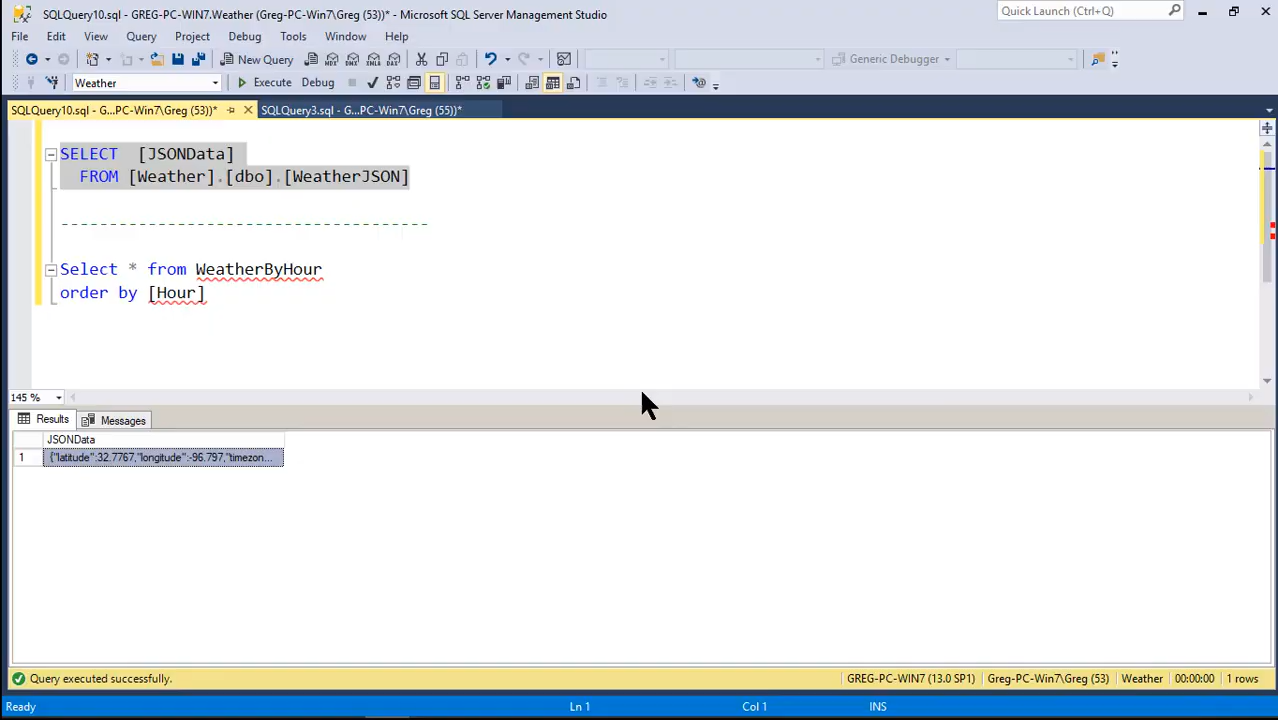 SQLQuery10.sql - GREG-PC-WIN7.Weather (Greg-PC-Win7\Greg (53))* - Microsoft SQL Server Management Studio
Quick Launch (Ctrl+Q)
File Edit View Query Project Debug Tools Window Help
New Query
MDX DMX XMLA DAX
Generic Debugger
Weather
Execute Debug
SQLQuery10.sql - G...PC-Win7\Greg (53))*
SQLQuery3.sql - G...PC-Win7\Greg (55))*
SELECT [JSONData]
FROM [Weather].[dbo].[WeatherJSON]
-------------------------------------
Select * from WeatherByHour
order by [Hour]
145 %
Results Messages
JSONData
1 {"latitude":32.7767,"longitude":-96.797,"timezon...
Query executed successfully.
GREG-PC-WIN7 (13.0 SP1) Greg-PC-Win7\Greg (53) Weather 00:00:00 1 rows
Ready Ln 1 Col 1 INS